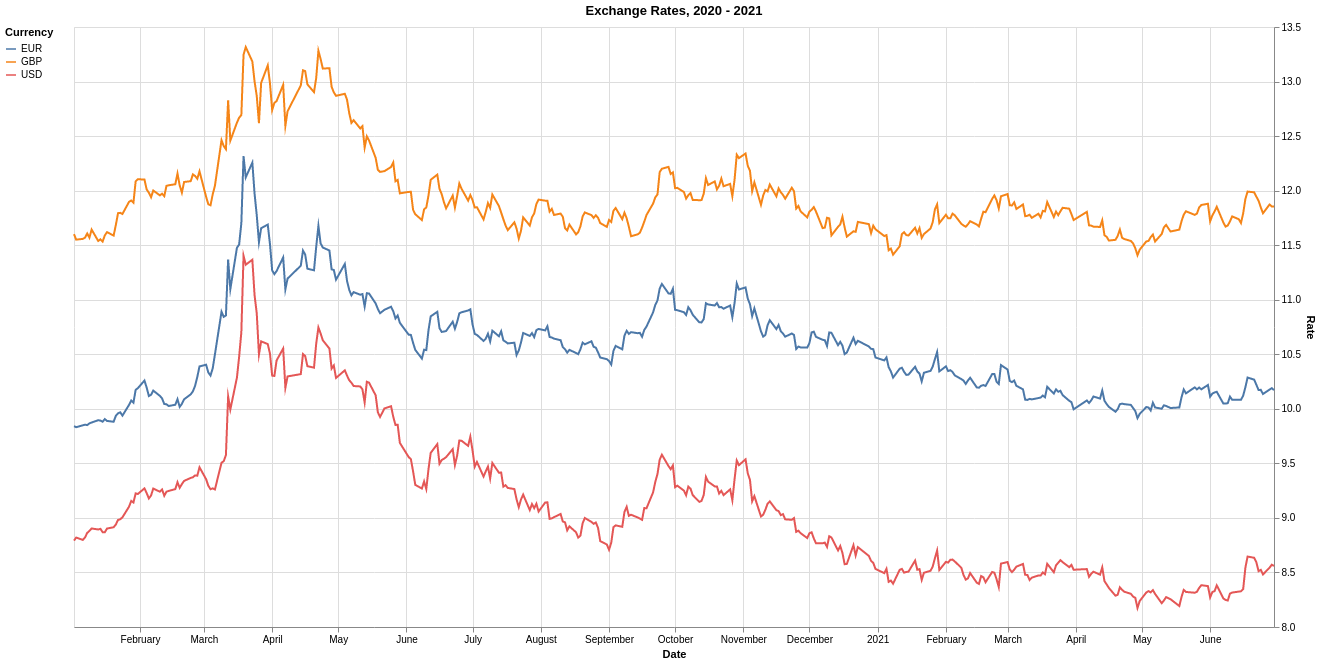 Exchange Rates, 2020 - 2021
Currency
EUR
GBP
USD
13.5
13.0
12.5
12.0
11.5
11.0
10.5
10.0
9.5
9.0
8.5
8.0
Rate
February March April May June July August September October November December 2021 February March April May June
Date